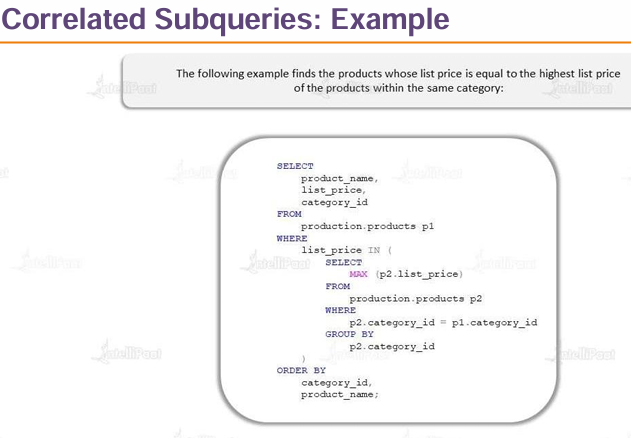 Correlated Subqueries: Example
The following example finds the products whose list price is equal to the highest list price
of the products within the same category:
SELECT
product_name,
list_price,
category_id
FROM
production.products p1
WHERE
list_price IN (
SELECT
MAX (p2.list_price)
FROM
production.products p2
WHERE
p2.category_id = p1.category_id
GROUP BY
p2.category_id
)
ORDER BY
category_id,
product_name;